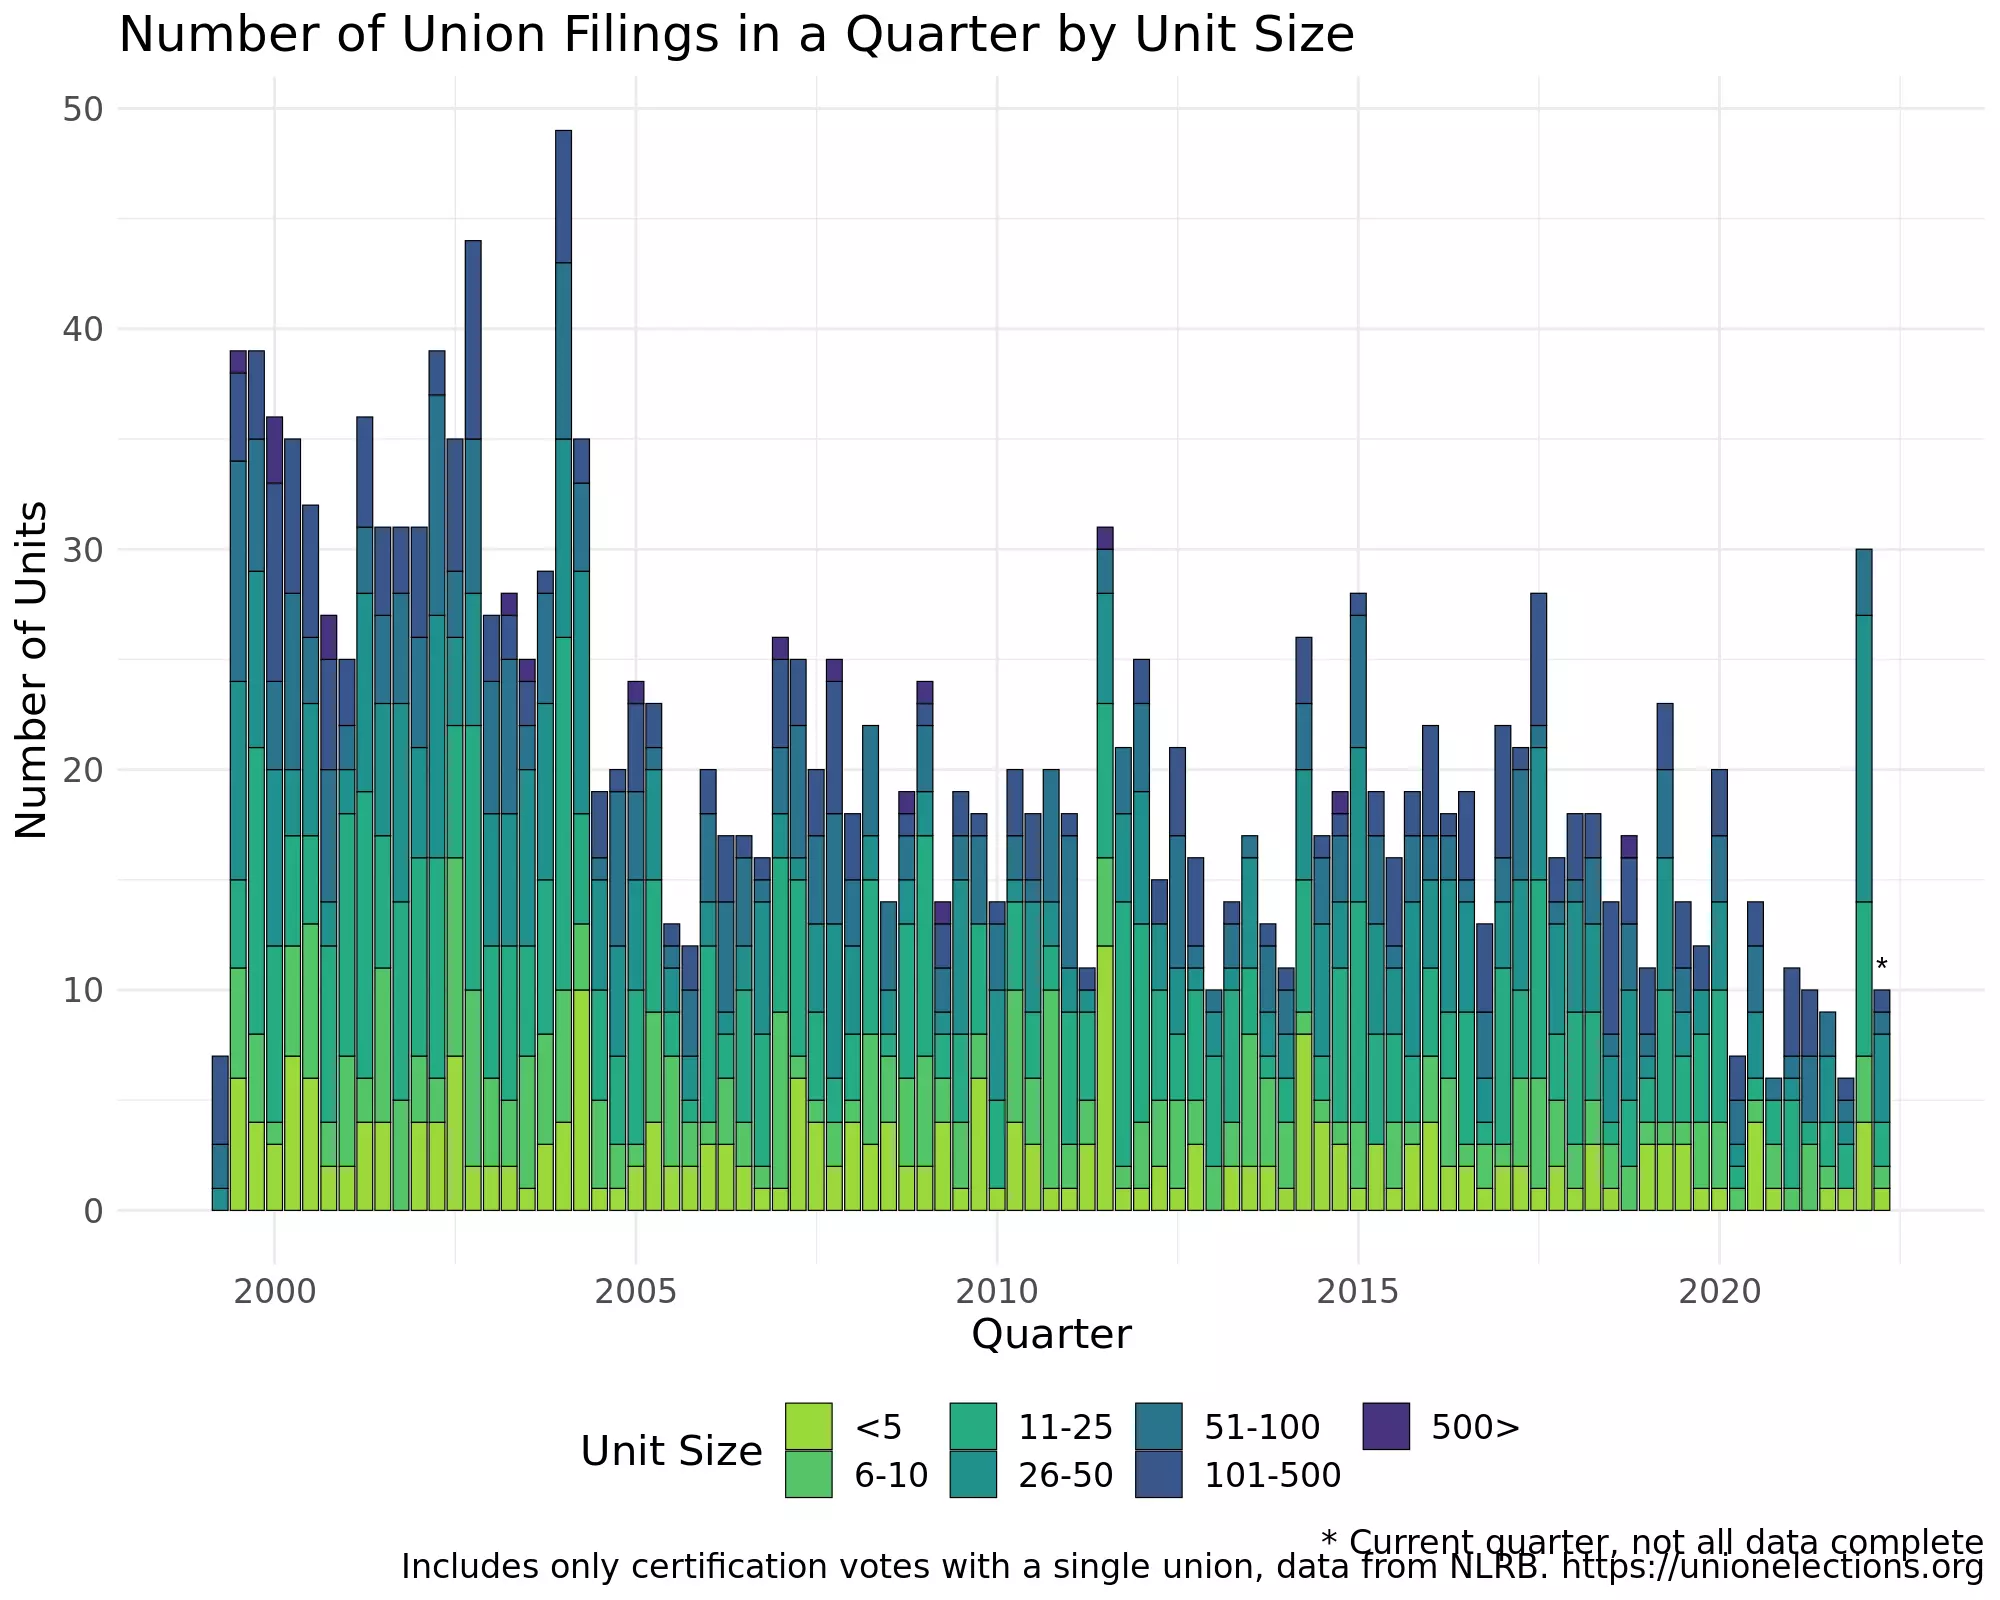 Number of Union Filings in a Quarter by Unit Size
Number of Units
50
40
30
20
10
0
*
2000 2005 2010 2015 2020
Quarter
Unit Size
<5 11-25 51-100 500>
6-10 26-50 101-500
* Current quarter, not all data complete
Includes only certification votes with a single union, data from NLRB. https://unionelections.org